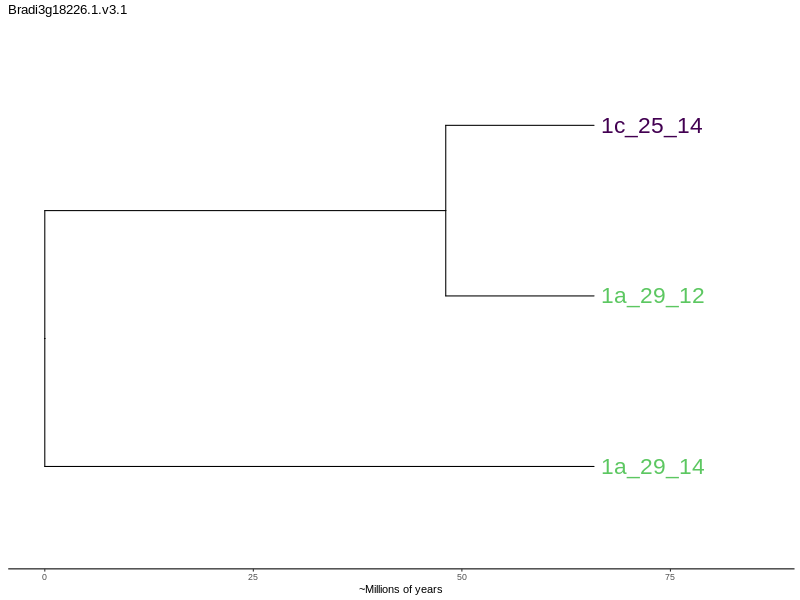 Bradi3g18226.1.v3.1
1c_25_14
1a_29_12
1a_29_14
0 25 50 75
~Millions of years